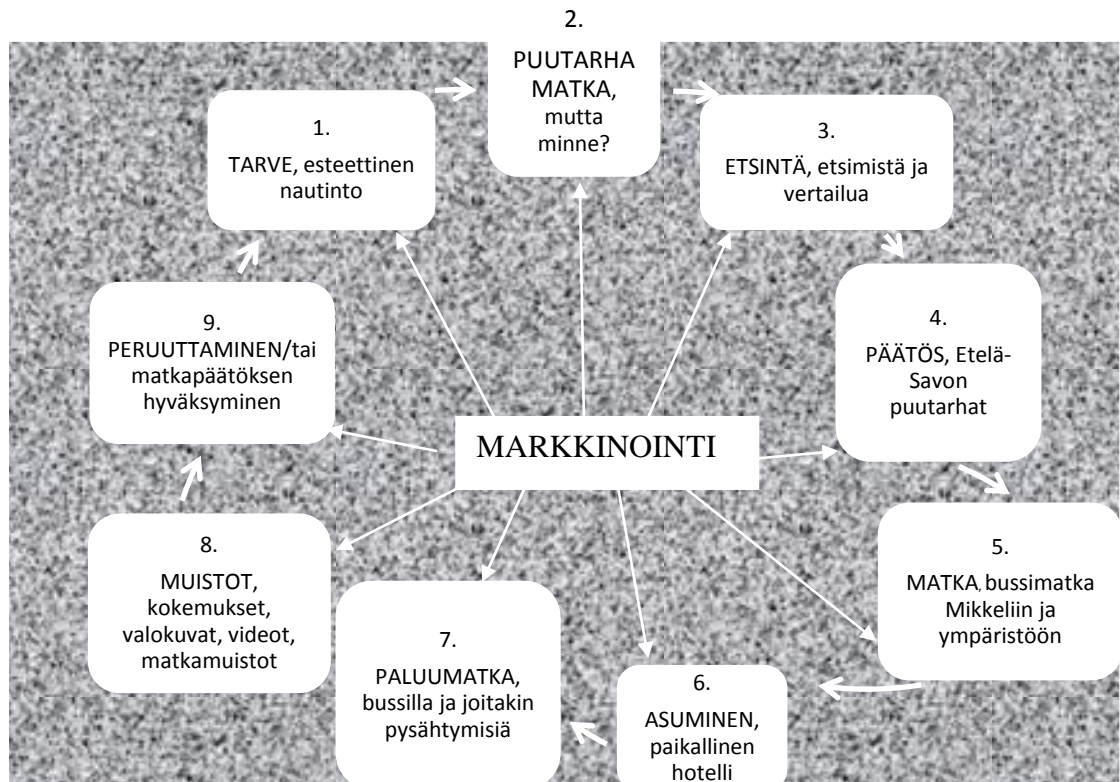 2.
PUUTARHA
MATKA,
mutta
minne?
1.
TARVE, esteettinen
nautinto
3.
ETSINTÄ, etsimistä ja
vertailua
4.
PÄÄTÖS, Etelä-
Savon
puutarhat
5.
MATKA, bussimatka
Mikkeliin ja
ympäristöön
6.
ASUMINEN,
paikallinen
hotelli
7.
PALUUMATKA,
bussilla ja joitakin
pysähtymisiä
8.
MUISTOT,
kokemukset,
valokuvat, videot,
matkamuistot
9.
PERUUTTAMINEN/tai
matkapäätöksen
hyväksyminen
MARKKINOINTI